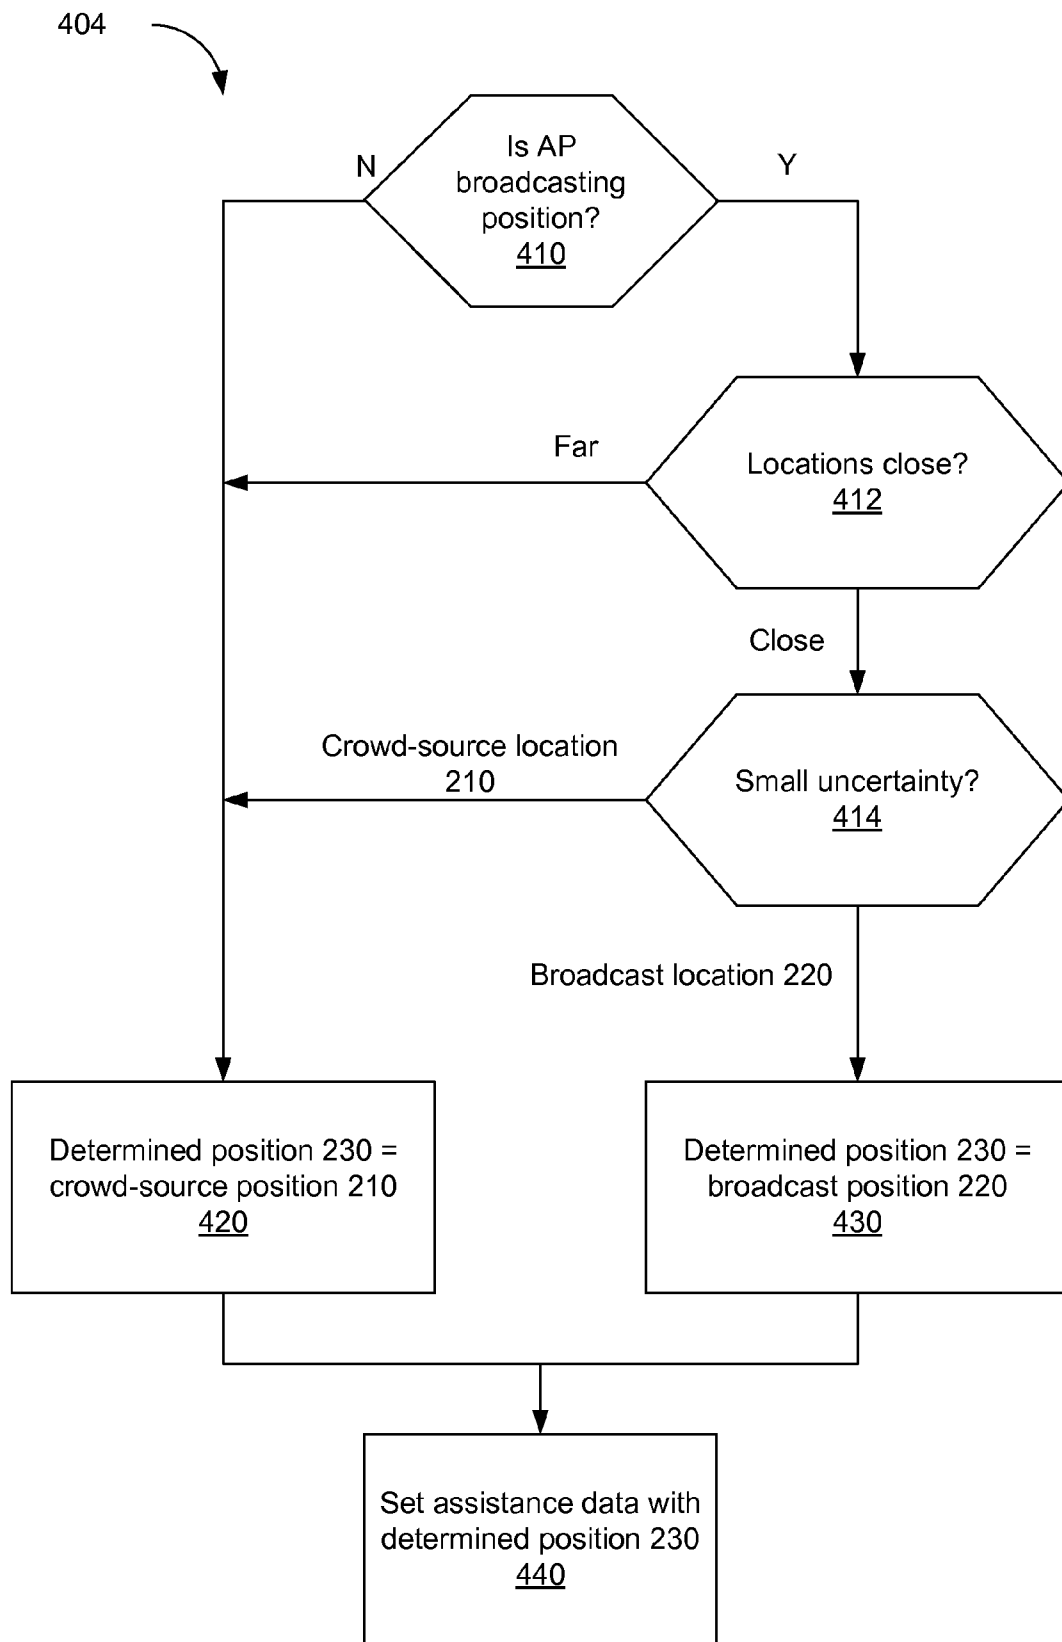 404
Is AP
broadcasting
position?
410
N
Y
Locations close?
412
Far
Close
Small uncertainty?
414
Crowd-source location
210
Broadcast location 220
Determined position 230 =
crowd-source position 210
420
Determined position 230 =
broadcast position 220
430
Set assistance data with
determined position 230
440